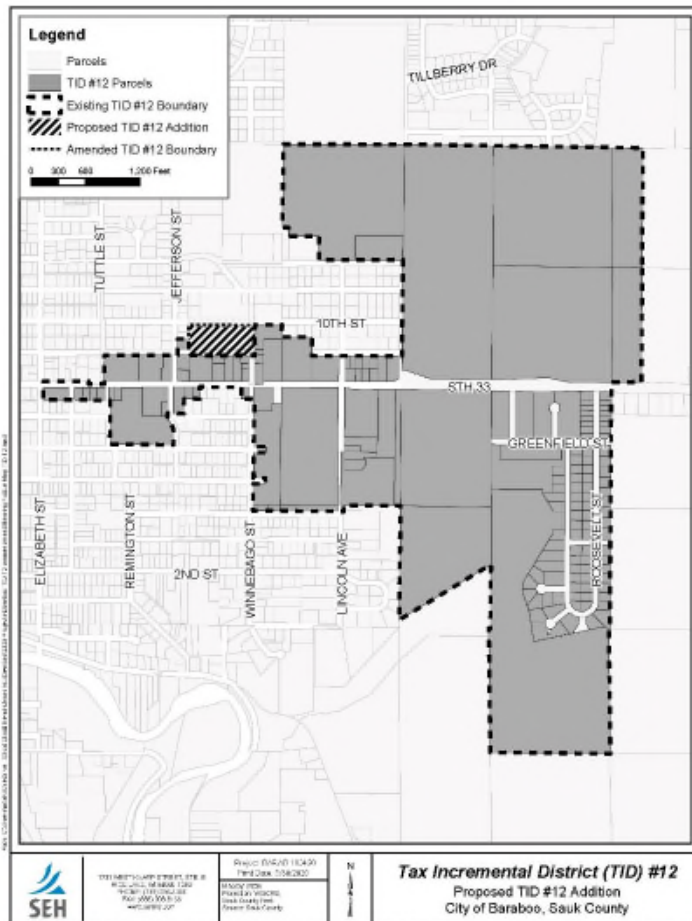 Legend
Parcels
TID #12 Parcels
Existing TID #12 Boundary
Proposed TID #12 Addition
Amended TID #12 Boundary
0 300 600 1,200 Feet
TILLBERRY DR
TUTTLE ST
JEFFERSON ST
10TH ST
STH 33
GREENFIELD ST
ROOSEVELT ST
ELIZABETH ST
REMINGTON ST
2ND ST
WINNEBAGO ST
LINCOLN AVE
SEH
N
Tax Incremental District (TID) #12
Proposed TID #12 Addition
City of Baraboo, Sauk County